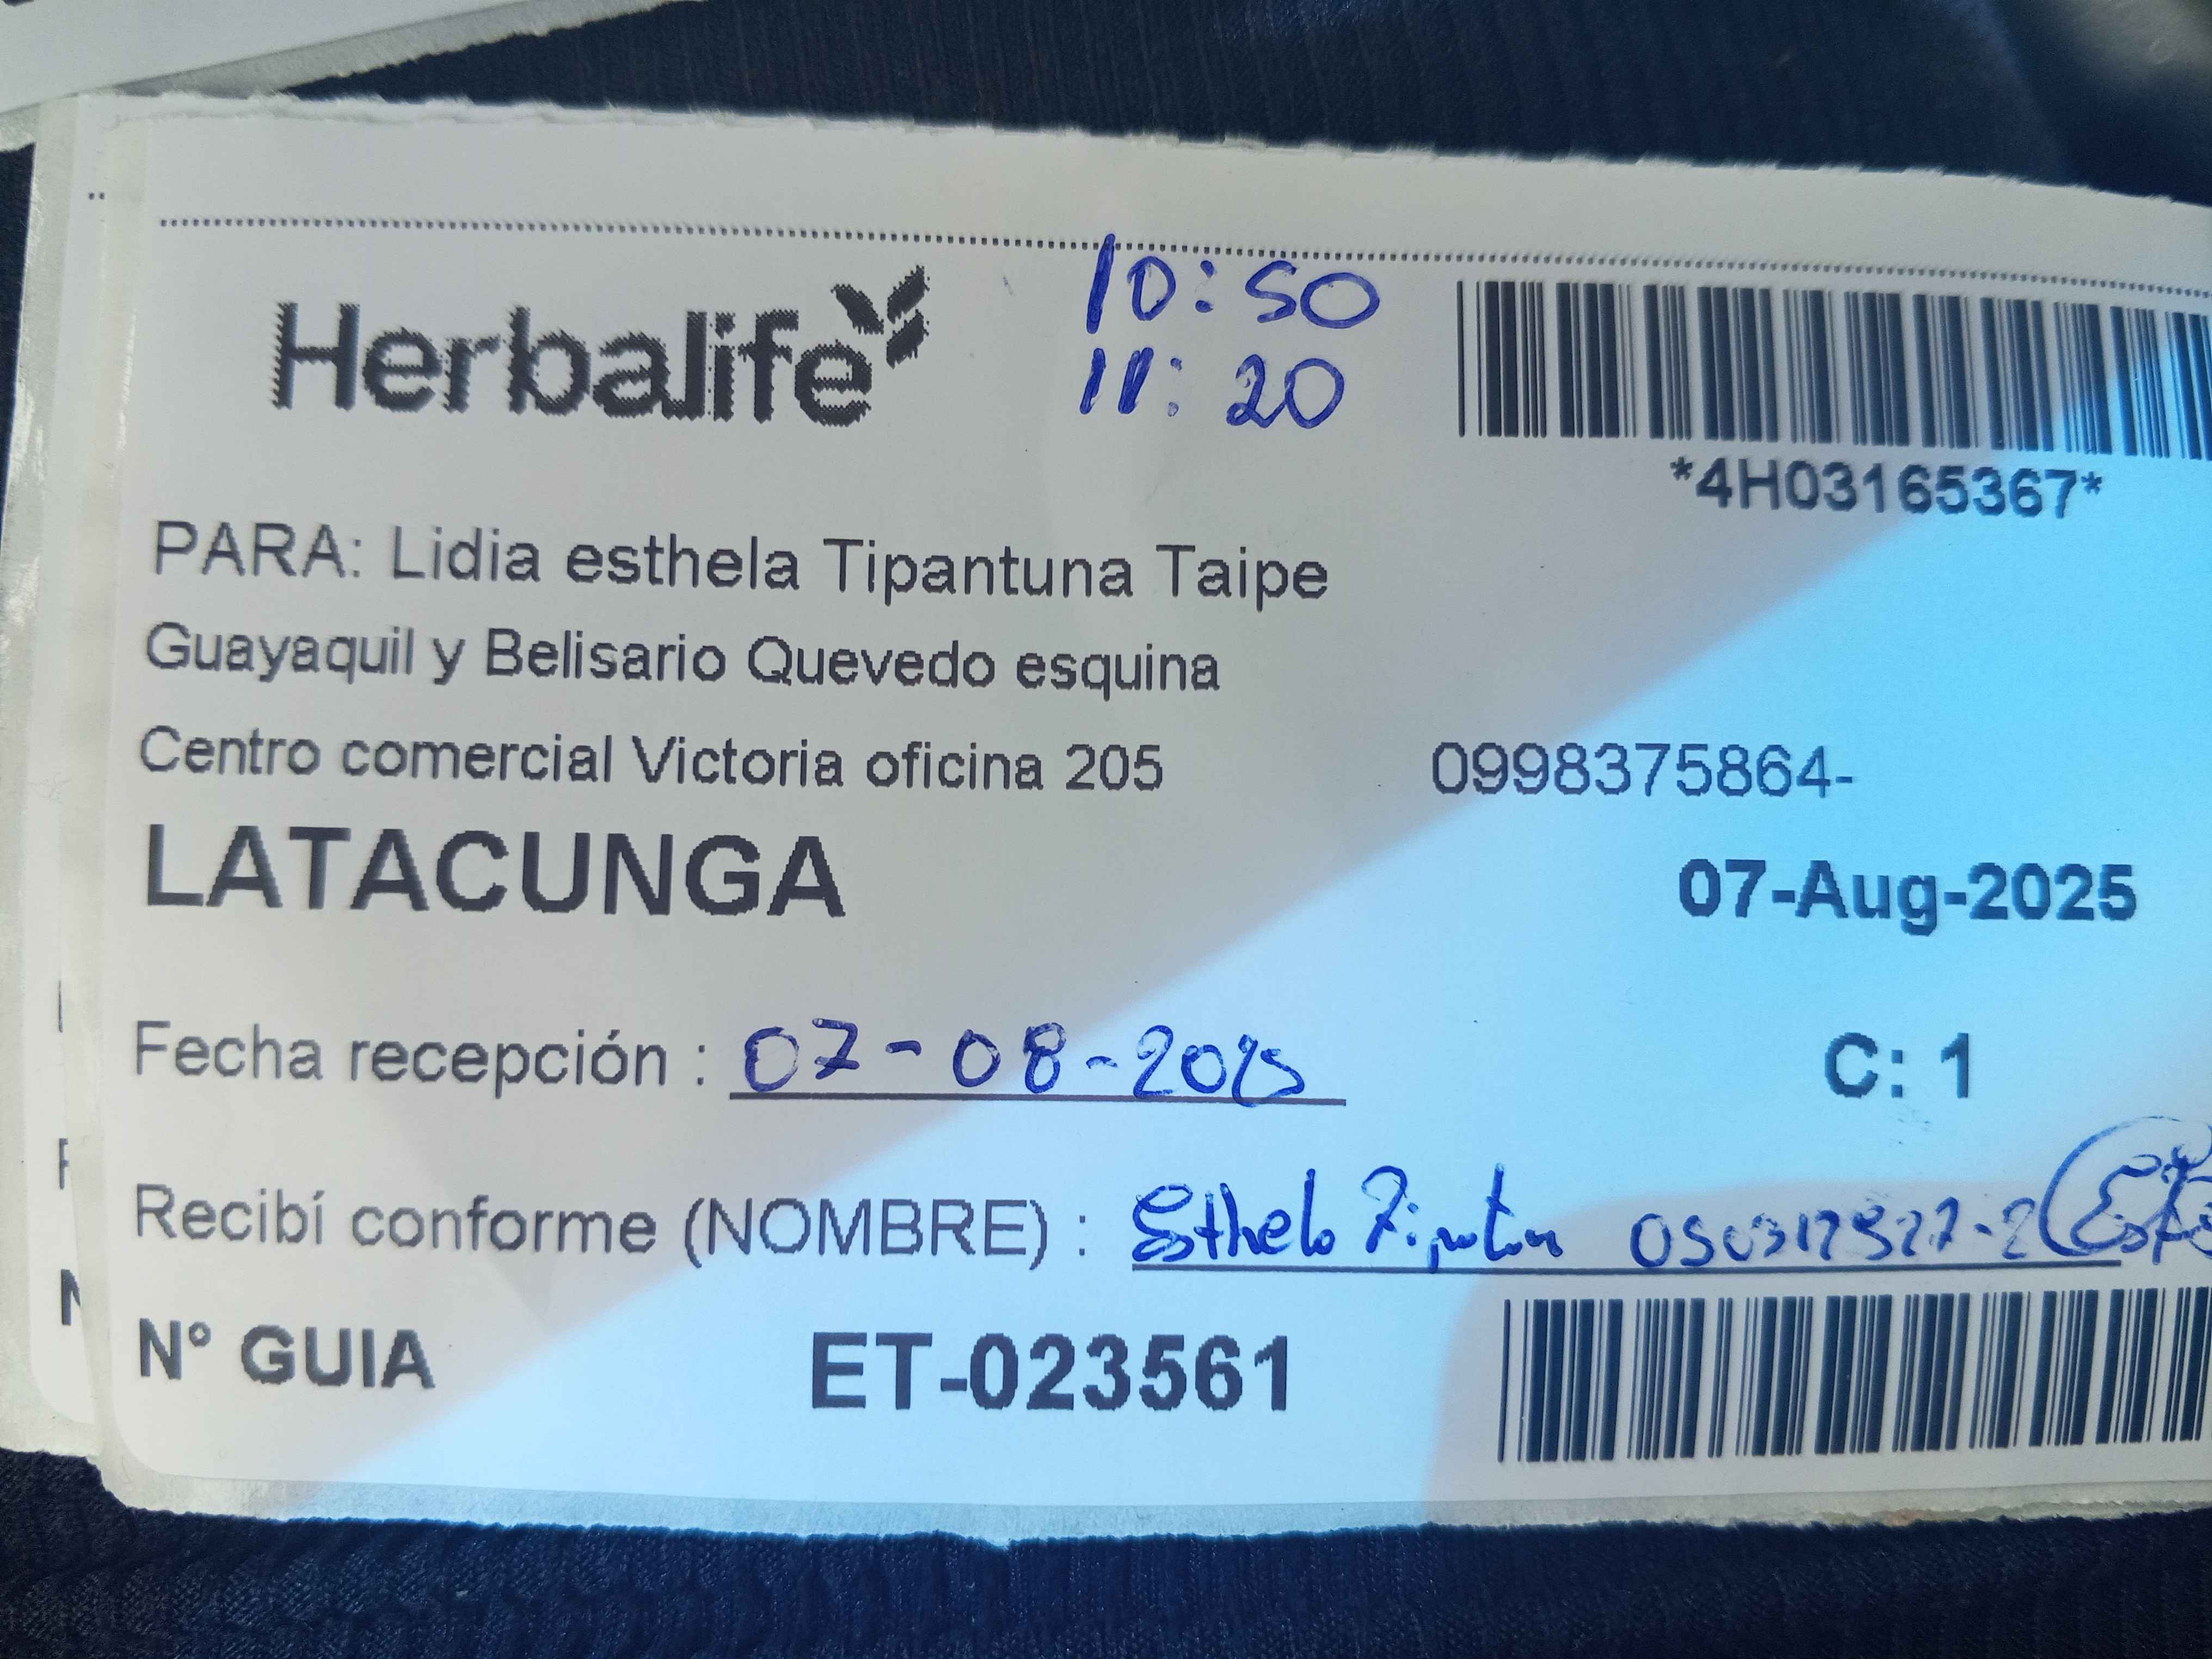 Herbalife
10:50
11:20
*4H03165367*
PARA: Lidia esthela Tipantuna Taipe
Guayaquil y Belisario Quevedo esquina
Centro comercial Victoria oficina 205 0998375864-
LATACUNGA
07-Aug-2025
Fecha recepción : 07-08-2025
C: 1
Recibí conforme (NOMBRE) : Esthela
N° GUIA ET-023561